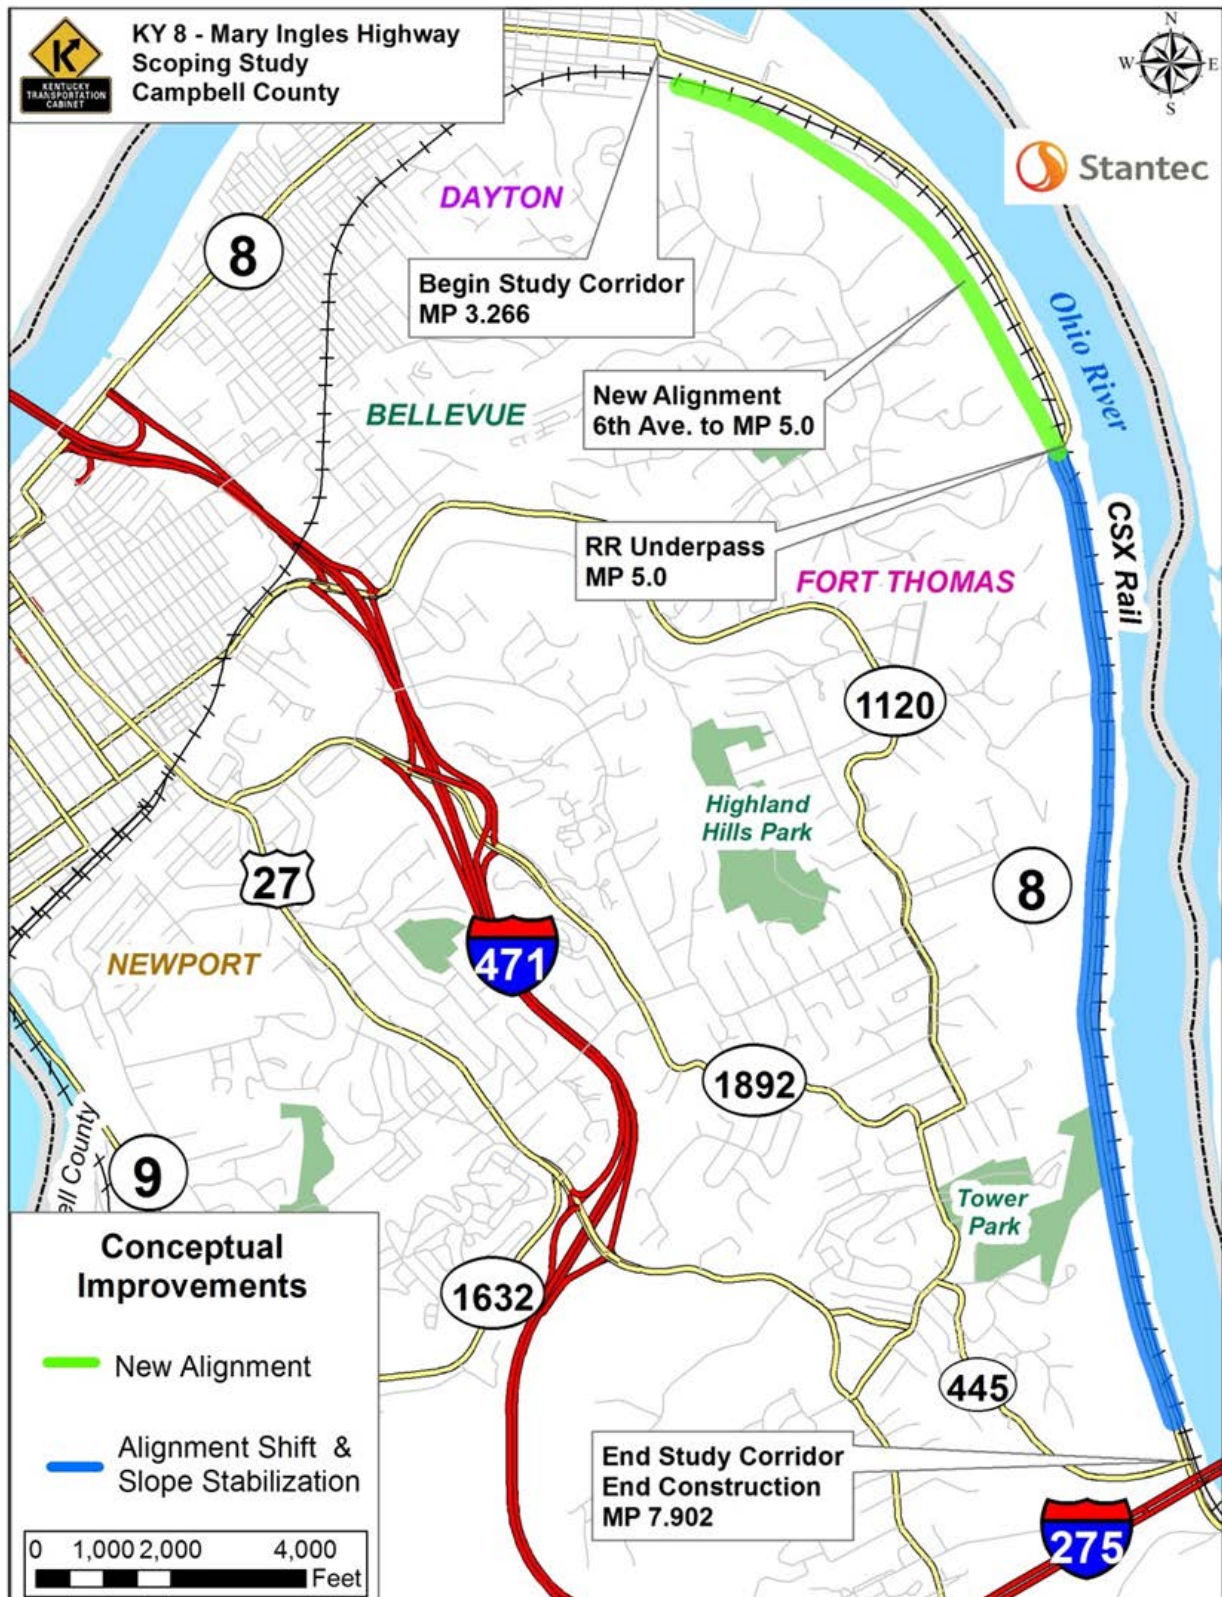 KY 8 - Mary Ingles Highway
Scoping Study
Campbell County
KENTUCKY
TRANSPORTATION
CABINET
N
W
E
S
Stantec
DAYTON
8
Begin Study Corridor
MP 3.266
Ohio River
New Alignment
6th Ave. to MP 5.0
BELLEVUE
CSX Rail
RR Underpass
MP 5.0
FORT THOMAS
1120
Highland
Hills Park
27
8
471
NEWPORT
1892
ell County
9
Tower
Park
1632
445
Conceptual
Improvements
New Alignment
Alignment Shift &
Slope Stabilization
End Study Corridor
End Construction
MP 7.902
275
0 1,000 2,000 4,000
Feet